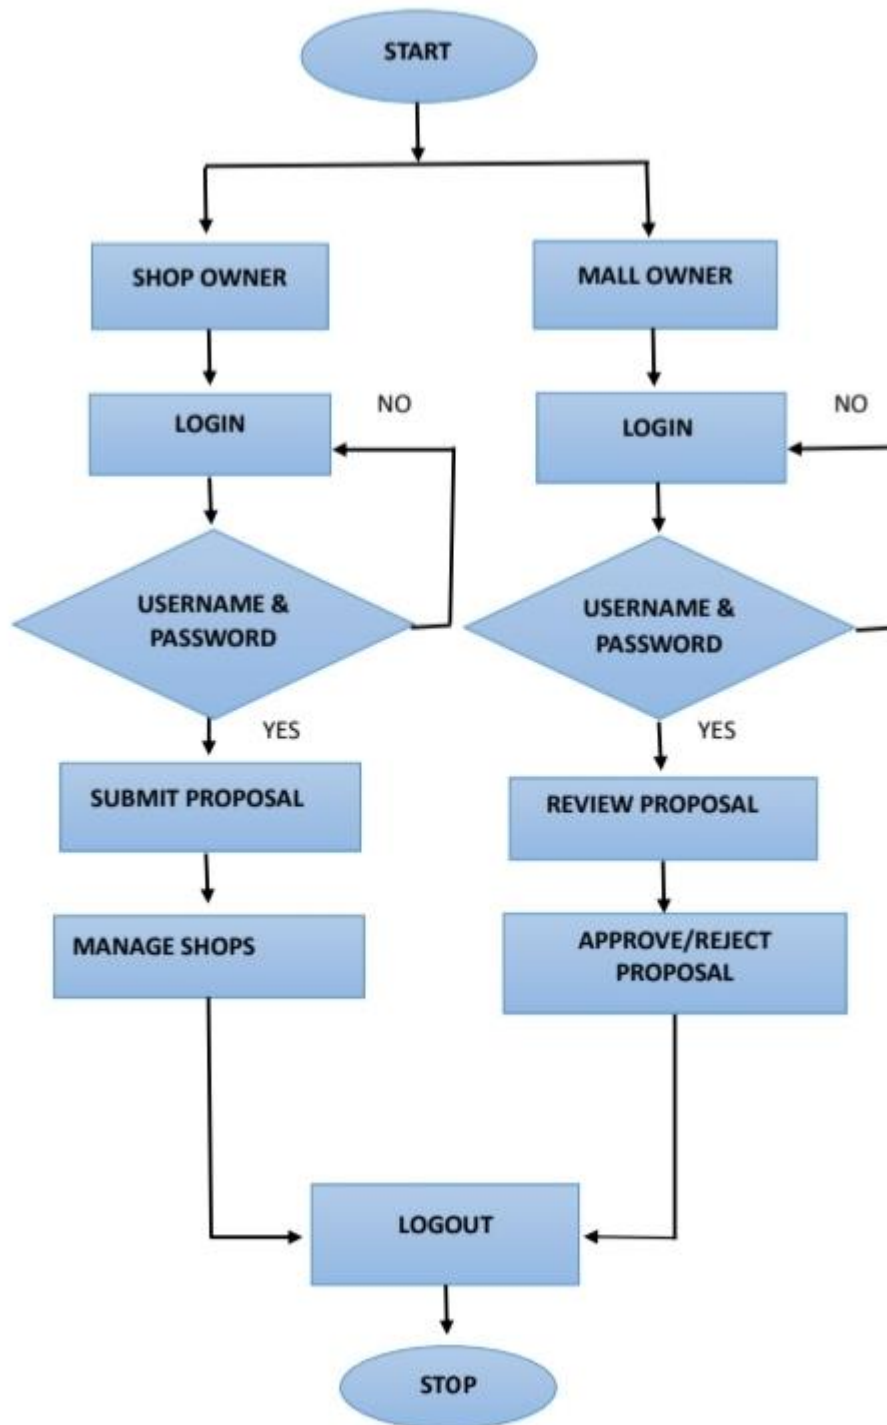 START
SHOP OWNER
MALL OWNER
LOGIN
NO
LOGIN
NO
USERNAME &
PASSWORD
USERNAME &
PASSWORD
YES
YES
SUBMIT PROPOSAL
REVIEW PROPOSAL
MANAGE SHOPS
APPROVE/REJECT
PROPOSAL
LOGOUT
STOP